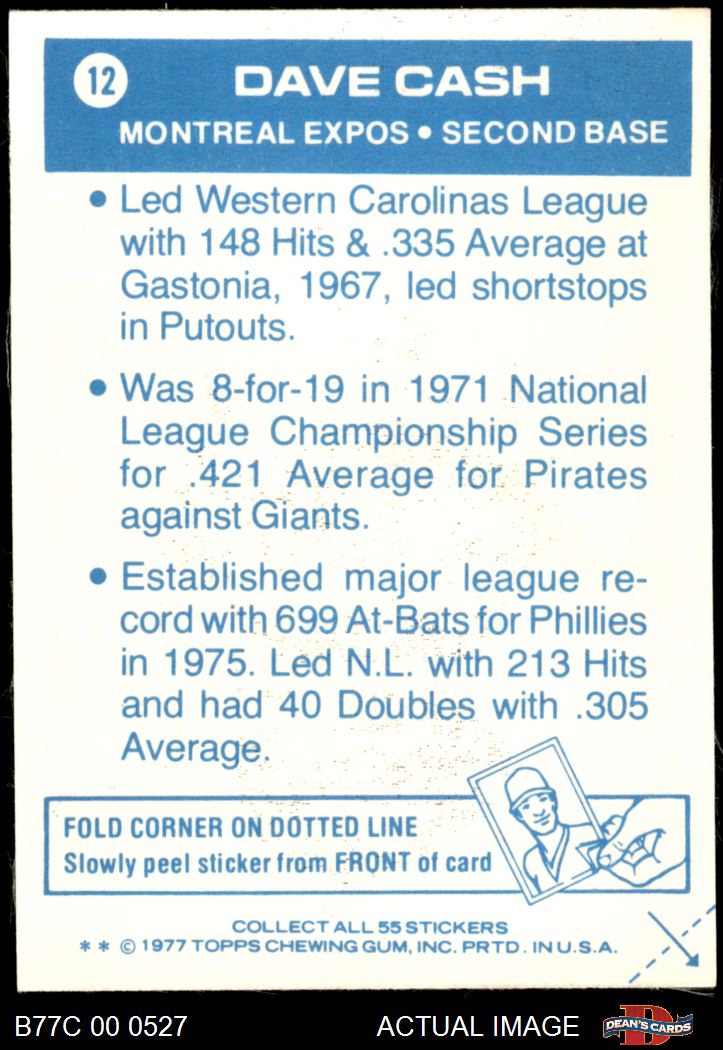 12
DAVE CASH
MONTREAL EXPOS • SECOND BASE
• Led Western Carolinas League
with 148 Hits & .335 Average at
Gastonia, 1967, led shortstops
in Putouts.
• Was 8-for-19 in 1971 National
League Championship Series
for .421 Average for Pirates
against Giants.
• Established major league re-
cord with 699 At-Bats for Phillies
in 1975. Led N.L. with 213 Hits
and had 40 Doubles with .305
Average.
FOLD CORNER ON DOTTED LINE
Slowly peel sticker from FRONT of card
COLLECT ALL 55 STICKERS
* * © 1977 TOPPS CHEWING GUM, INC. PRTD. IN U.S.A.
B77C 00 0527
ACTUAL IMAGE
D
DEAN'S CARDS